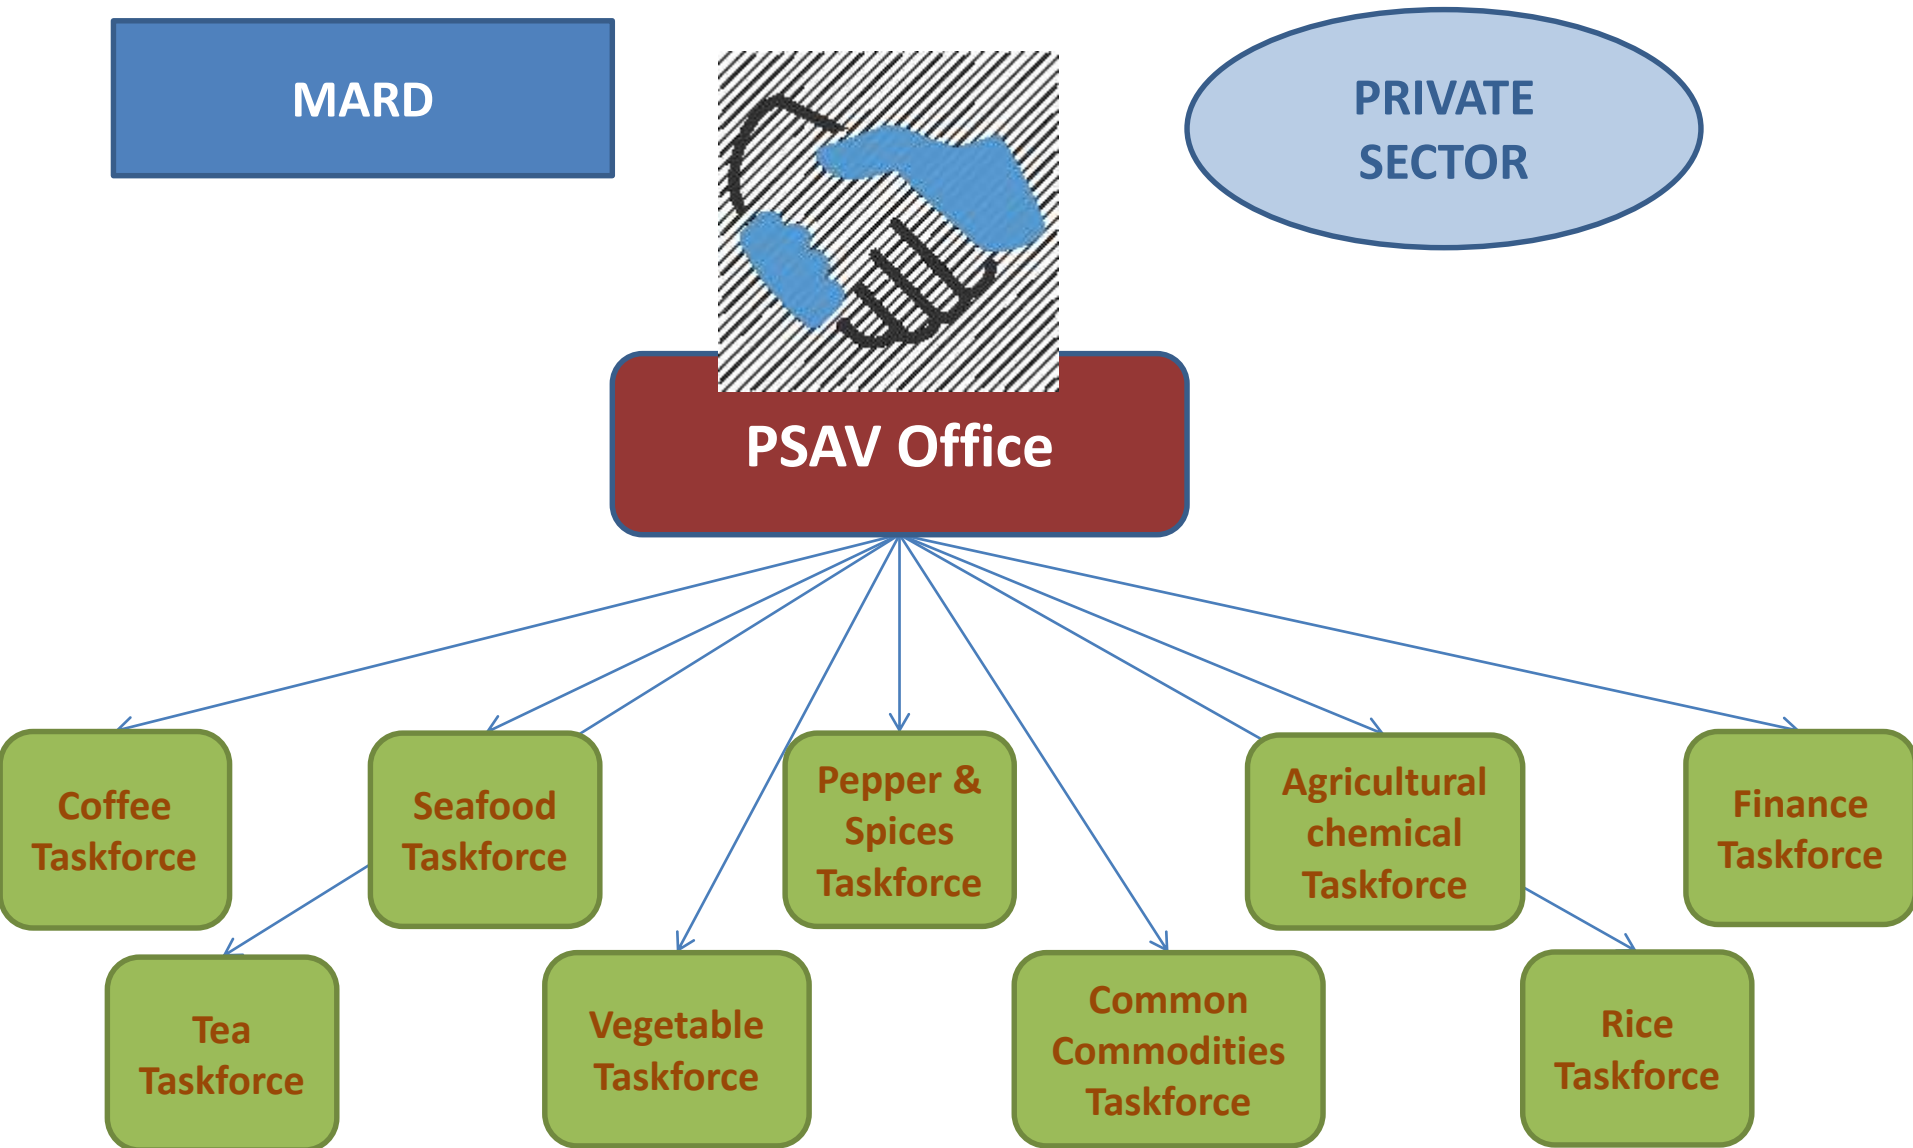 MARD
PRIVATE
SECTOR
PSAV Office
Coffee
Taskforce
Seafood
Taskforce
Pepper &
Spices
Taskforce
Agricultural
chemical
Taskforce
Finance
Taskforce
Tea
Taskforce
Vegetable
Taskforce
Common
Commodities
Taskforce
Rice
Taskforce